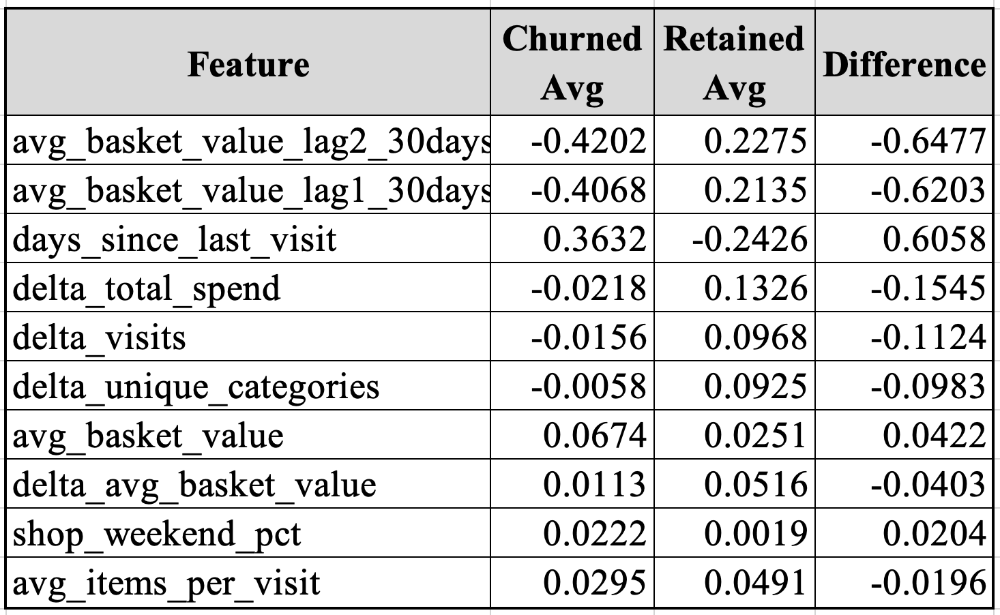 Feature Churned Avg Retained Avg Difference
avg_basket_value_lag2_30days -0.4202 0.2275 -0.6477
avg_basket_value_lag1_30days -0.4068 0.2135 -0.6203
days_since_last_visit 0.3632 -0.2426 0.6058
delta_total_spend -0.0218 0.1326 -0.1545
delta_visits -0.0156 0.0968 -0.1124
delta_unique_categories -0.0058 0.0925 -0.0983
avg_basket_value 0.0674 0.0251 0.0422
delta_avg_basket_value 0.0113 0.0516 -0.0403
shop_weekend_pct 0.0222 0.0019 0.0204
avg_items_per_visit 0.0295 0.0491 -0.0196